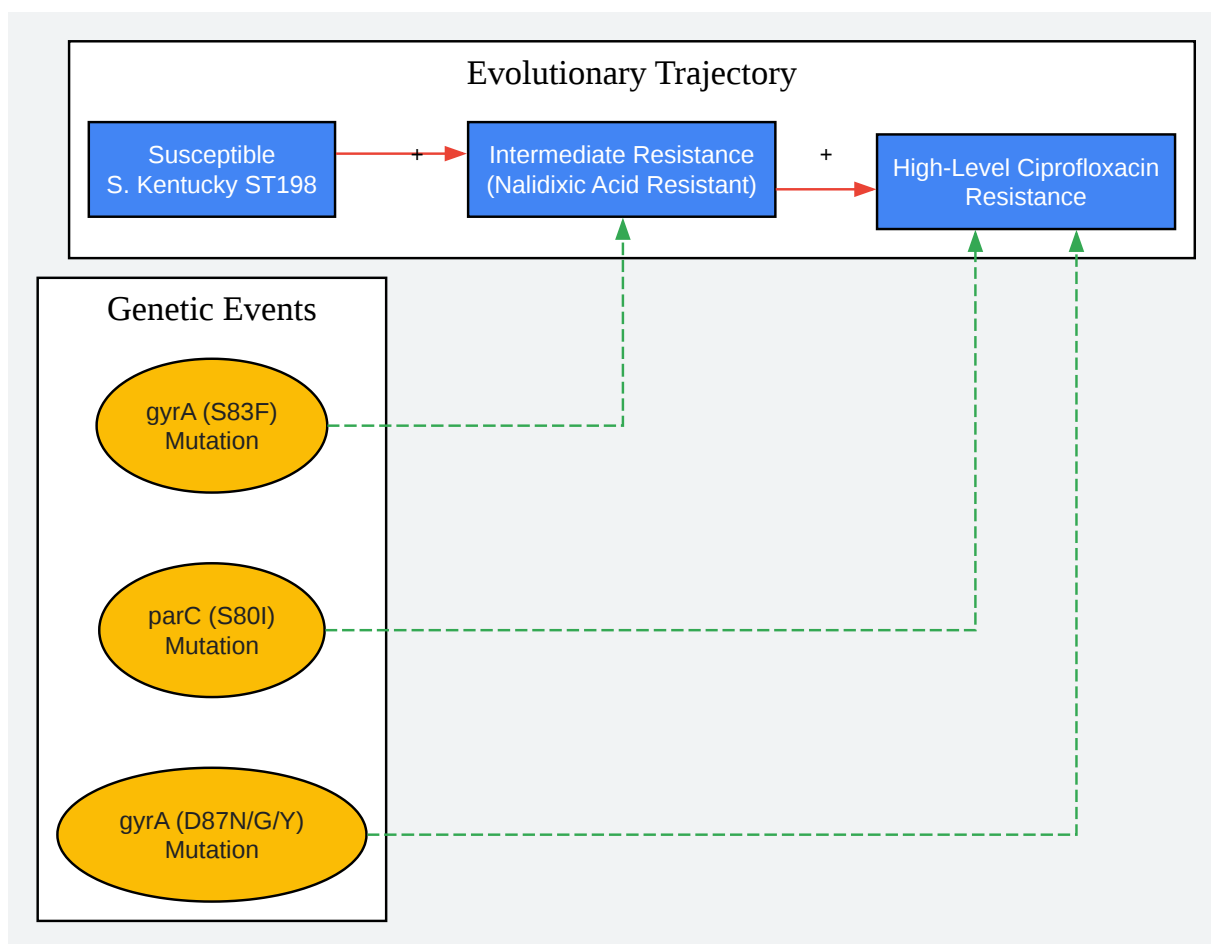 Evolutionary Trajectory
Susceptible
S. Kentucky ST198
+
Intermediate Resistance
(Nalidixic Acid Resistant)
+
High-Level Ciprofloxacin
Resistance
Genetic Events
gyrA (S83F)
Mutation
parC (S80I)
Mutation
gyrA (D87N/G/Y)
Mutation